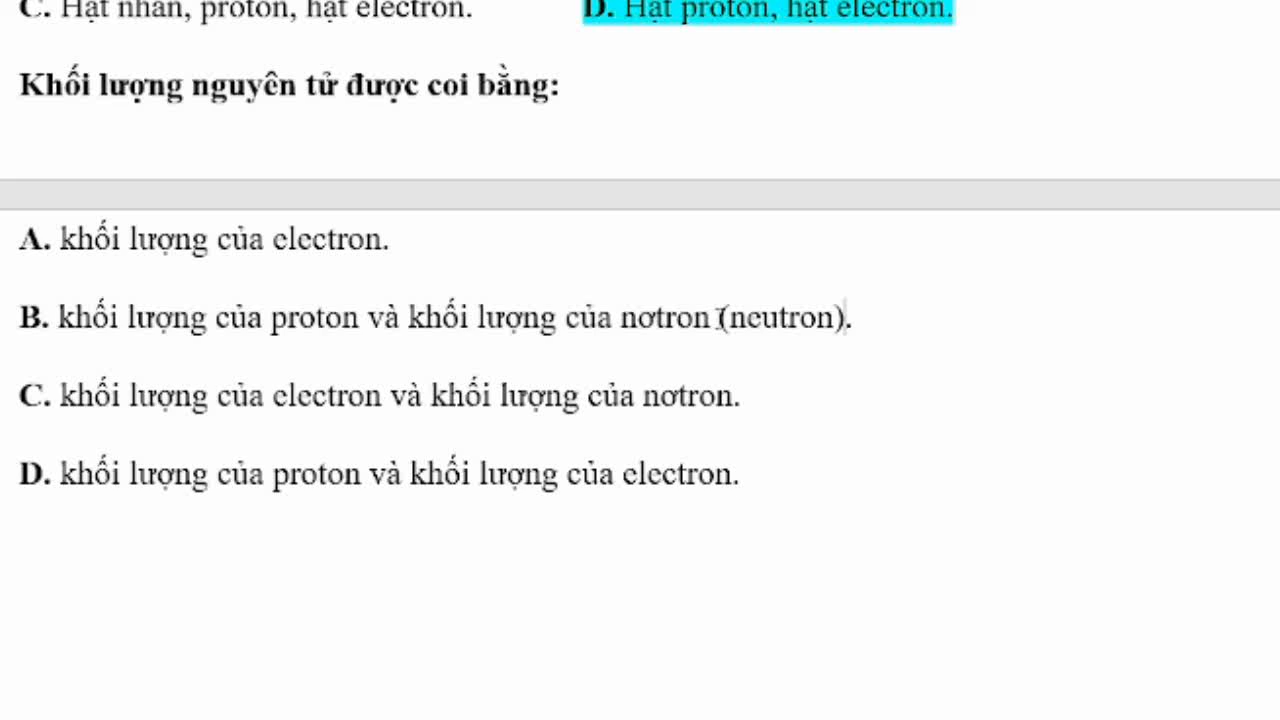 C. Hạt nhân, proton, hạt electron. D. Hạt proton, hạt electron.
Khối lượng nguyên tử được coi bằng:
A. khối lượng của electron.
B. khối lượng của proton và khối lượng của nơtron (neutron).
C. khối lượng của electron và khối lượng của nơtron.
D. khối lượng của proton và khối lượng của electron.